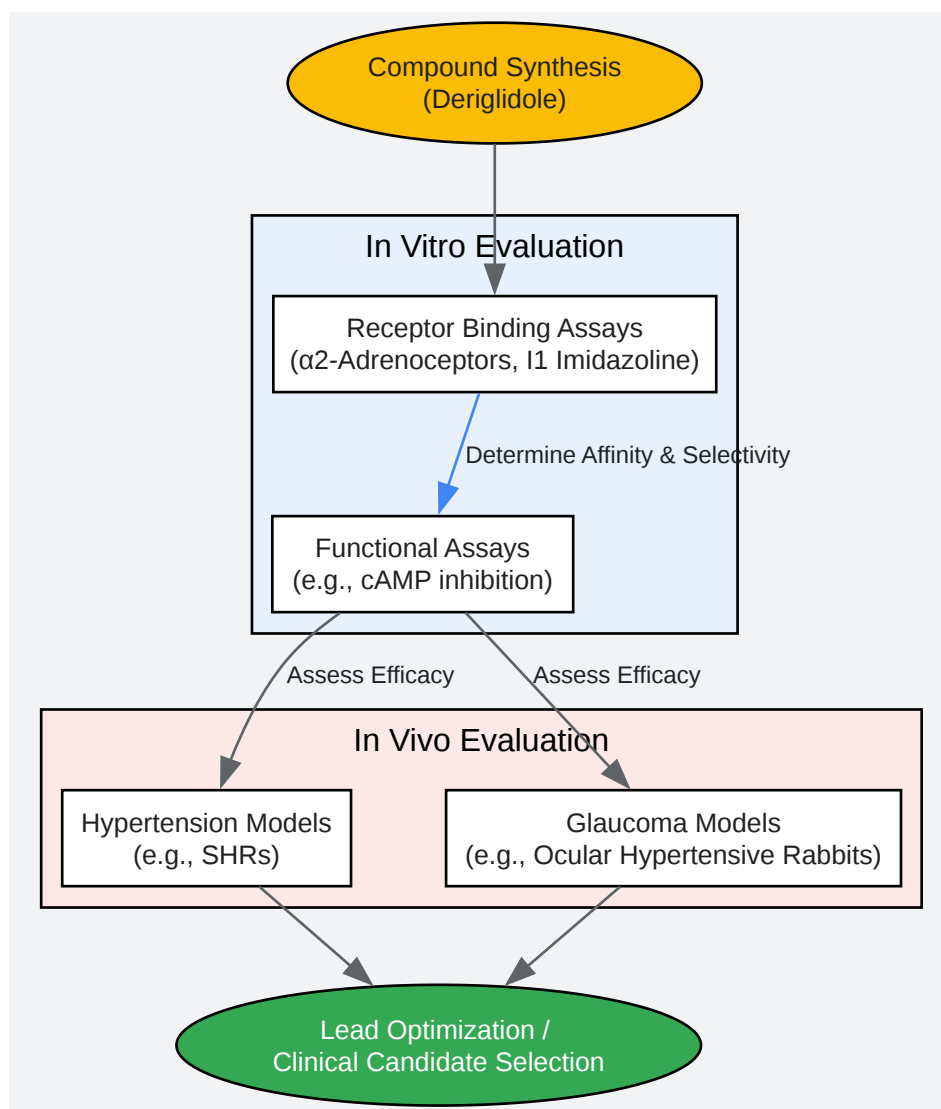 Compound Synthesis
(Deriglidole)
In Vitro Evaluation
Receptor Binding Assays
(α2-Adrenoceptors, I1 Imidazoline)
Determine Affinity & Selectivity
Functional Assays
(e.g., cAMP inhibition)
Assess Efficacy
Assess Efficacy
In Vivo Evaluation
Hypertension Models
(e.g., SHRs)
Glaucoma Models
(e.g., Ocular Hypertensive Rabbits)
Lead Optimization /
Clinical Candidate Selection